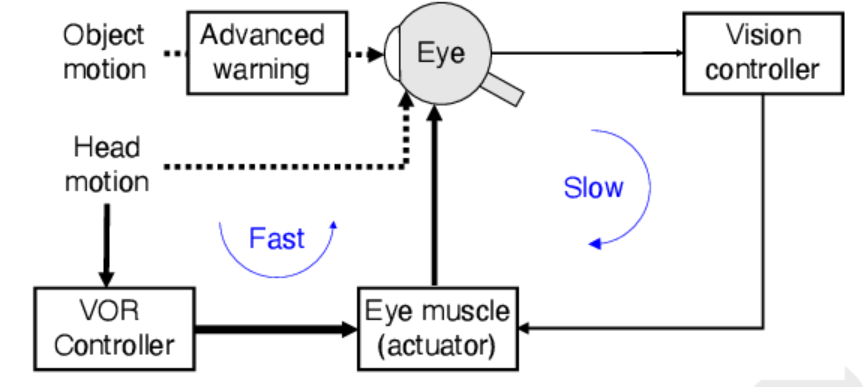 Object
motion
Advanced
warning
Eye
Vision
controller
Head
motion
Slow
Fast
VOR
Controller
Eye muscle
(actuator)